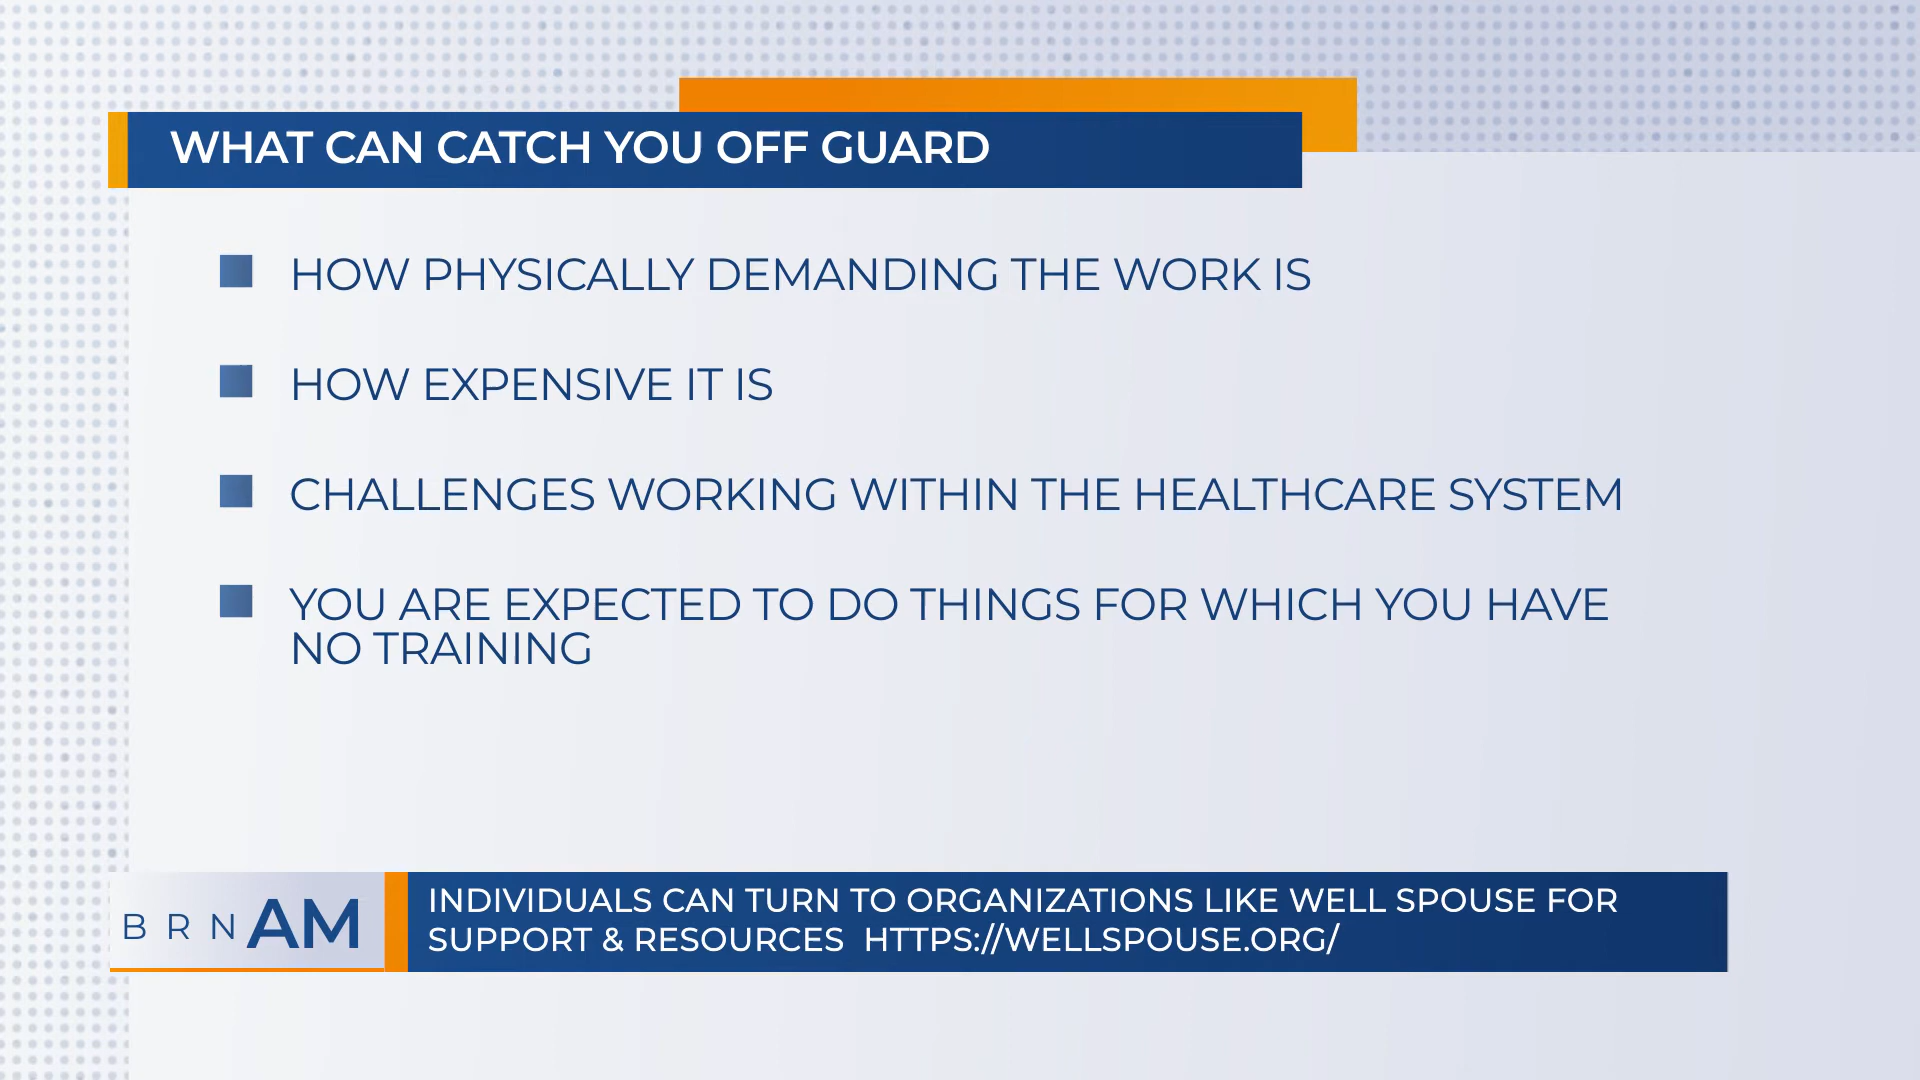 WHAT CAN CATCH YOU OFF GUARD
HOW PHYSICALLY DEMANDING THE WORK IS
HOW EXPENSIVE IT IS
CHALLENGES WORKING WITHIN THE HEALTHCARE SYSTEM
YOU ARE EXPECTED TO DO THINGS FOR WHICH YOU HAVE
NO TRAINING
BRN AM
INDIVIDUALS CAN TURN TO ORGANIZATIONS LIKE WELL SPOUSE FOR
SUPPORT & RESOURCES HTTPS://WELLSPOUSE.ORG/